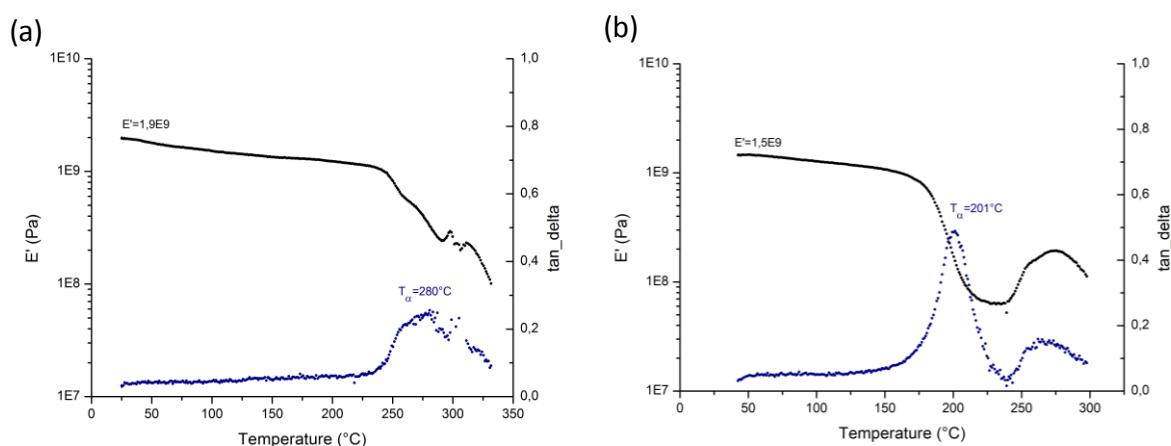 (a)
1E10
1E9
1E8
1E7
E' (Pa)
E'=1,9E9
Tα=280°C
1,0
0,8
0,6
0,4
0,2
0,0
tan_delta
0 50 100 150 200 250 300 350
Temperature (°C)
(b)
1E10
1E9
1E8
1E7
E' (Pa)
E'=1,5E9
Tα=201°C
1,0
0,8
0,6
0,4
0,2
0,0
tan_delta
0 50 100 150 200 250 300
Temperature (°C)